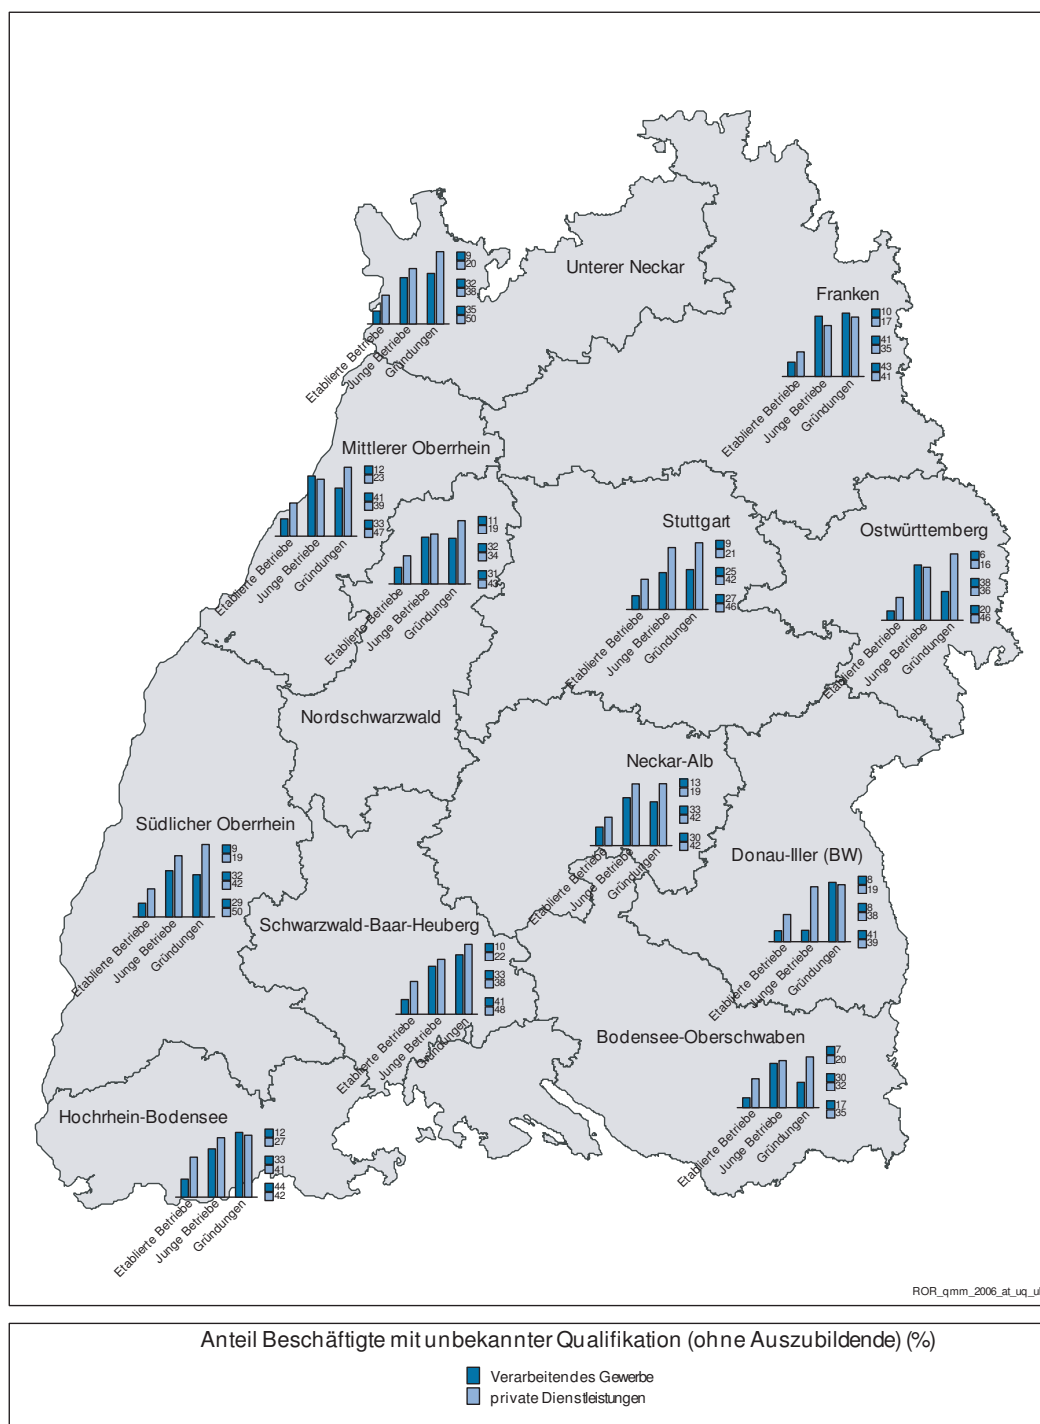 Unterer Neckar
9
20
32
38
35
50
Etablierte Betriebe
Junge Betriebe
Gründungen
Franken
10
17
41
35
43
41
Etablierte Betriebe
Junge Betriebe
Gründungen
Mittlerer Oberrhein
12
23
41
39
33
47
Etablierte Betriebe
Junge Betriebe
Gründungen
11
19
32
34
31
43
Etablierte Betriebe
Junge Betriebe
Gründungen
Nordschwarzwald
Stuttgart
9
21
25
42
27
46
Etablierte Betriebe
Junge Betriebe
Gründungen
Ostwürttemberg
6
16
38
36
20
46
Etablierte Betriebe
Junge Betriebe
Gründungen
Neckar-Alb
13
19
33
42
30
42
Etablierte Betriebe
Junge Betriebe
Gründungen
Südlicher Oberrhein
9
19
32
42
29
50
Etablierte Betriebe
Junge Betriebe
Gründungen
Donau-Iller (BW)
8
19
8
38
41
39
Etablierte Betriebe
Junge Betriebe
Gründungen
Schwarzwald-Baar-Heuberg
10
22
33
38
41
48
Etablierte Betriebe
Junge Betriebe
Gründungen
Bodensee-Oberschwaben
7
20
30
32
17
35
Etablierte Betriebe
Junge Betriebe
Gründungen
Hochrhein-Bodensee
12
27
33
41
44
42
Etablierte Betriebe
Junge Betriebe
Gründungen
ROR_qmm_2006_at_uq_u
Anteil Beschäftigte mit unbekannter Qualifikation (ohne Auszubildende) (%)
Verarbeitendes Gewerbe
private Dienstleistungen